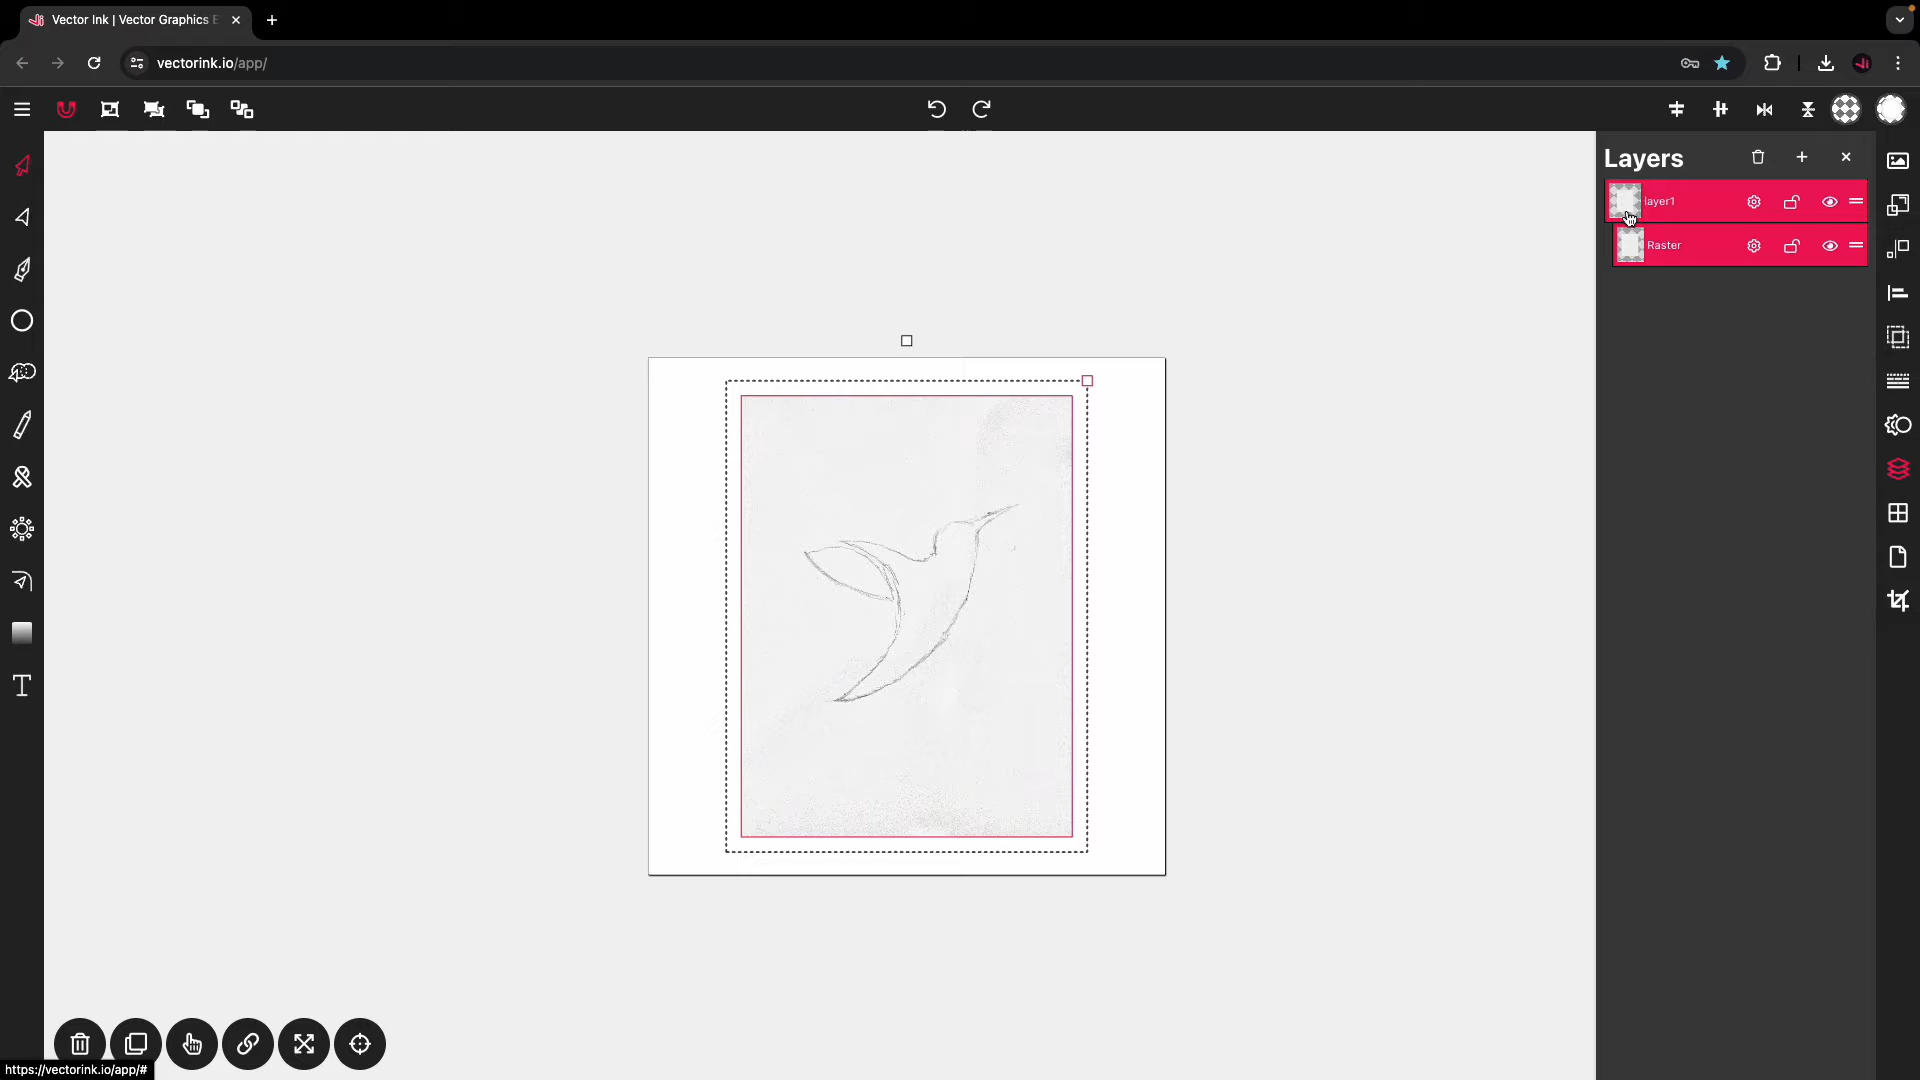 Vector Ink | Vector Graphics E
vectorink.io/app/
Layers
layer1
Raster
T
https://vectorink.io/app/#